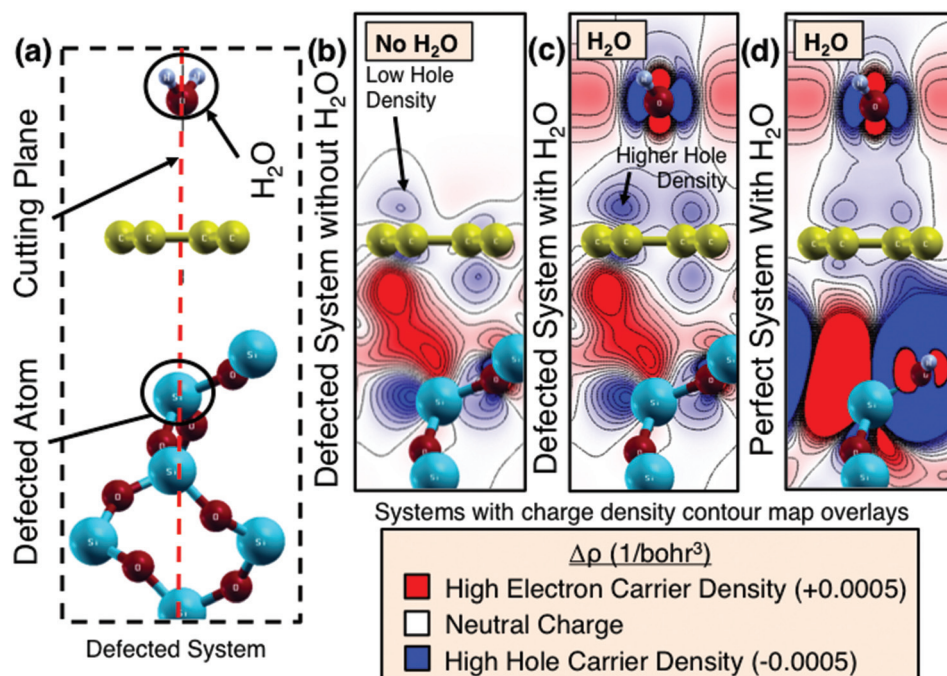 (a)
Cutting Plane
Defected Atom
H₂O
Defected System
(b)
Defected System without H₂O
No H₂O
Low Hole
Density
(c)
Defected System with H₂O
H₂O
Higher Hole
Density
(d)
Perfect System With H₂O
H₂O
Systems with charge density contour map overlays
Δρ (1/bohr³)
High Electron Carrier Density (+0.0005)
Neutral Charge
High Hole Carrier Density (-0.0005)